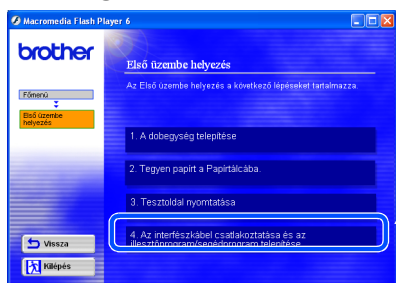 Macromedia Flash Player 6
brother
Főmenü
Első üzembe
helyezés
Vissza
Kilépés
Első üzembe helyezés
Az Első üzembe helyezés a következő lépéseket tartalmazza.
1. A dobegység telepítése
2. Tegyen papírt a Papírtálcába.
3. Tesztoldal nyomtatása
4. Az interfészkábel csatlakoztatása és az
illesztőprogram/segédprogram telepítése